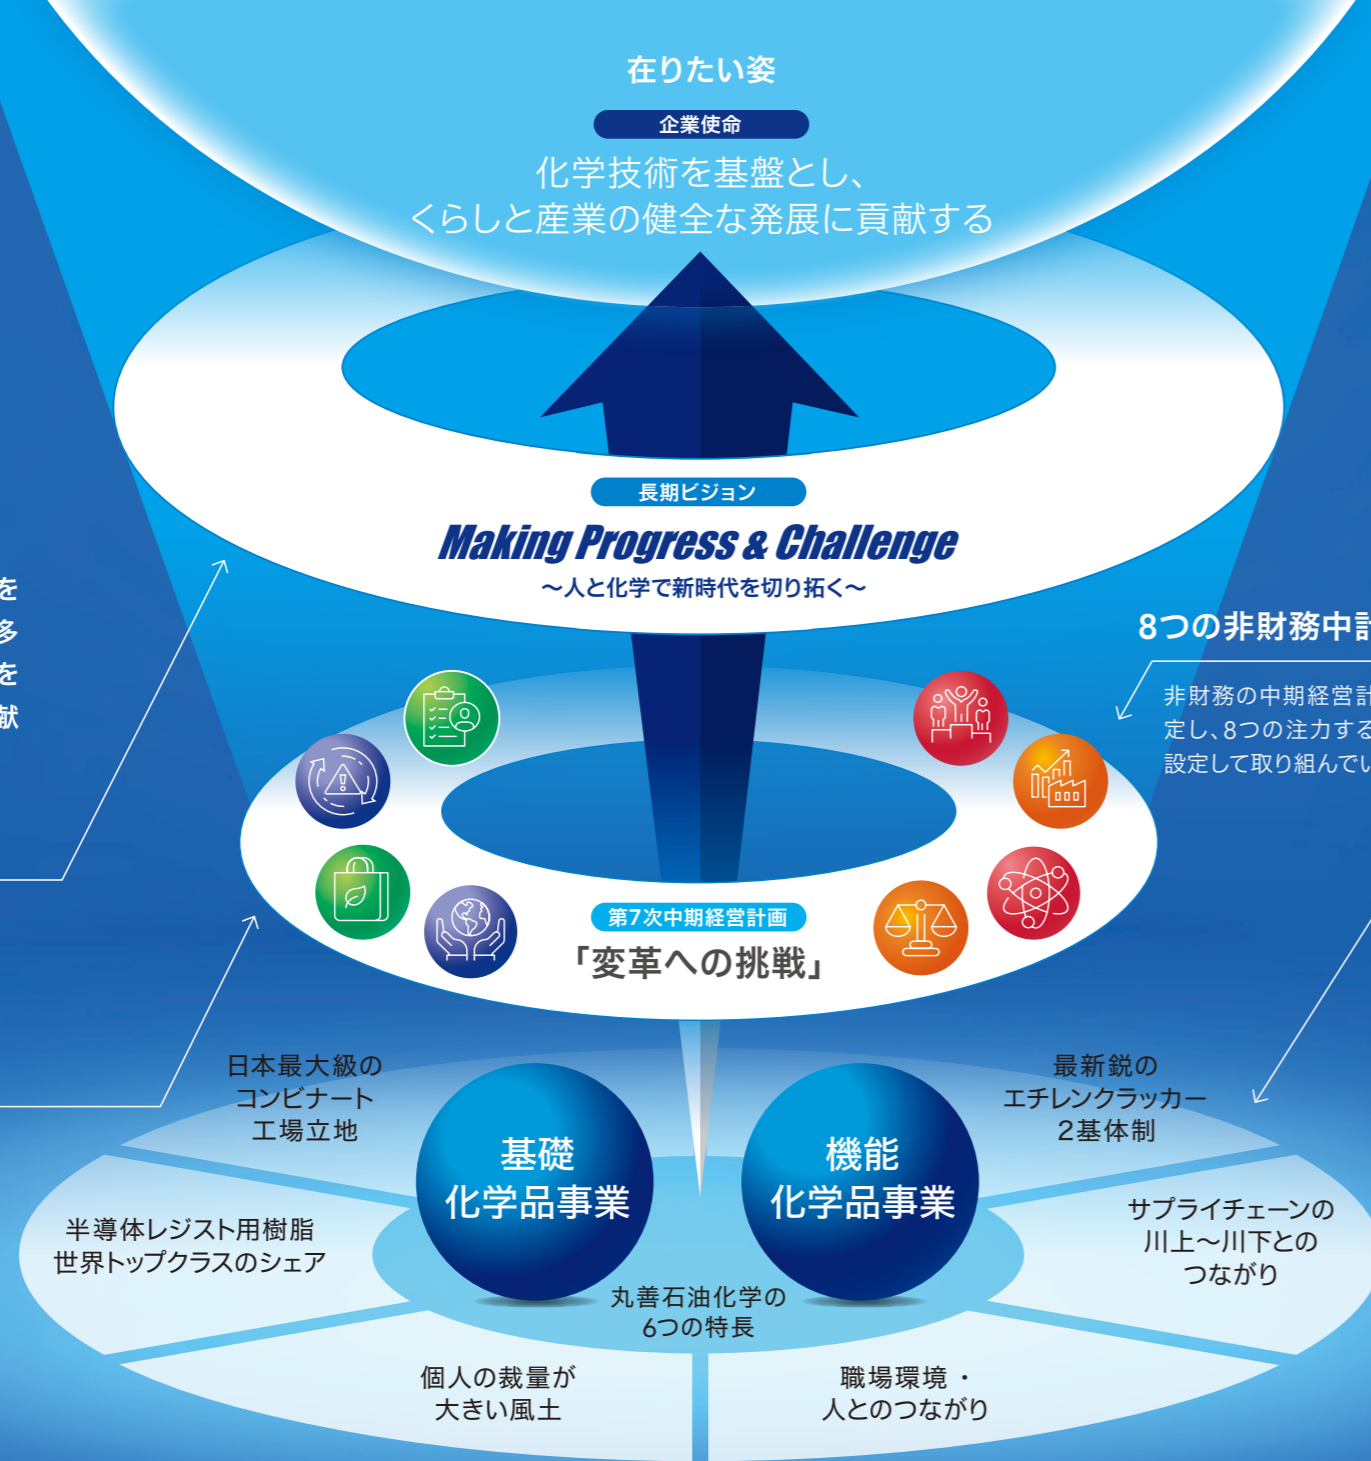 在りたい姿
企業使命
化学技術を基盤とし、
くらしと産業の健全な発展に貢献する
長期ビジョン
Making Progress & Challenge
～人と化学で新時代を切り拓く～
を
多
を
献
8つの非財務中計
非財務の中期経営計
定し、8つの注力する
設定して取り組んでい
第7次中期経営計画
「変革への挑戦」
日本最大級の
コンビナート
工場立地
最新鋭の
エチレンクラッカー
2基体制
基礎
化学品事業
機能
化学品事業
半導体レジスト用樹脂
世界トップクラスのシェア
サプライチェーンの
川上～川下との
つながり
丸善石油化学の
6つの特長
個人の裁量が
大きい風土
職場環境・
人とのつながり